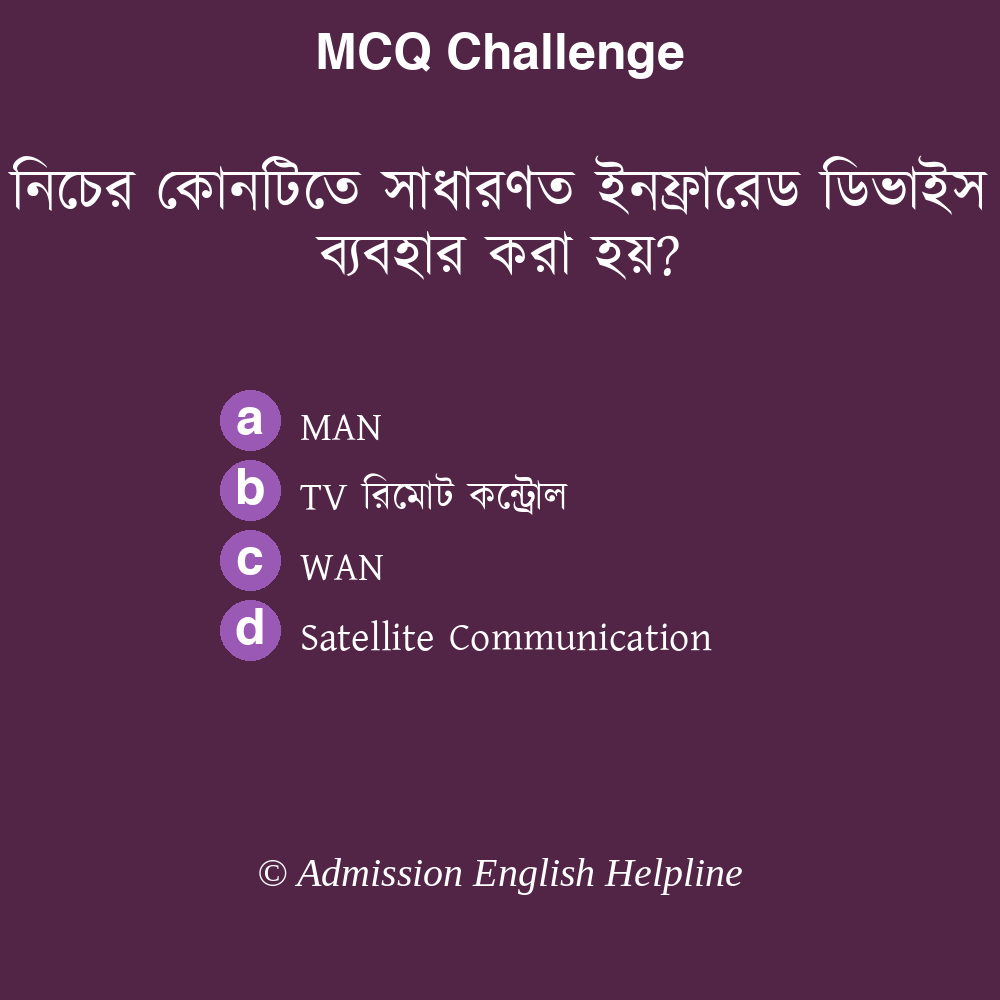 MCQ Challenge
নিচের কোনটিতে সাধারণত ইনফ্রারেড ডিভাইস
ব্যবহার করা হয়?
a MAN
b TV রিমোট কন্ট্রোল
c WAN
d Satellite Communication
© Admission English Helpline